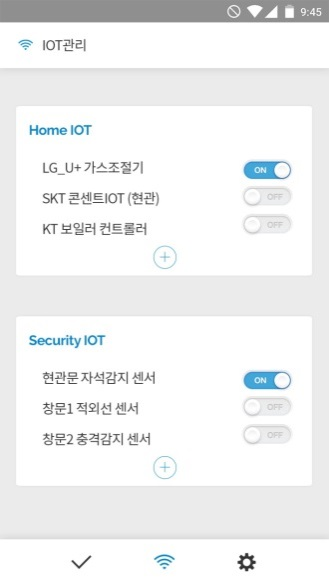 9:45
IOT관리
Home IOT
LG_U+ 가스조절기 ON
SKT 콘센트IOT (현관) OFF
KT 보일러 컨트롤러 OFF
Security IOT
현관문 자석감지 센서 ON
창문1 적외선 센서 OFF
창문2 충격감지 센서 OFF